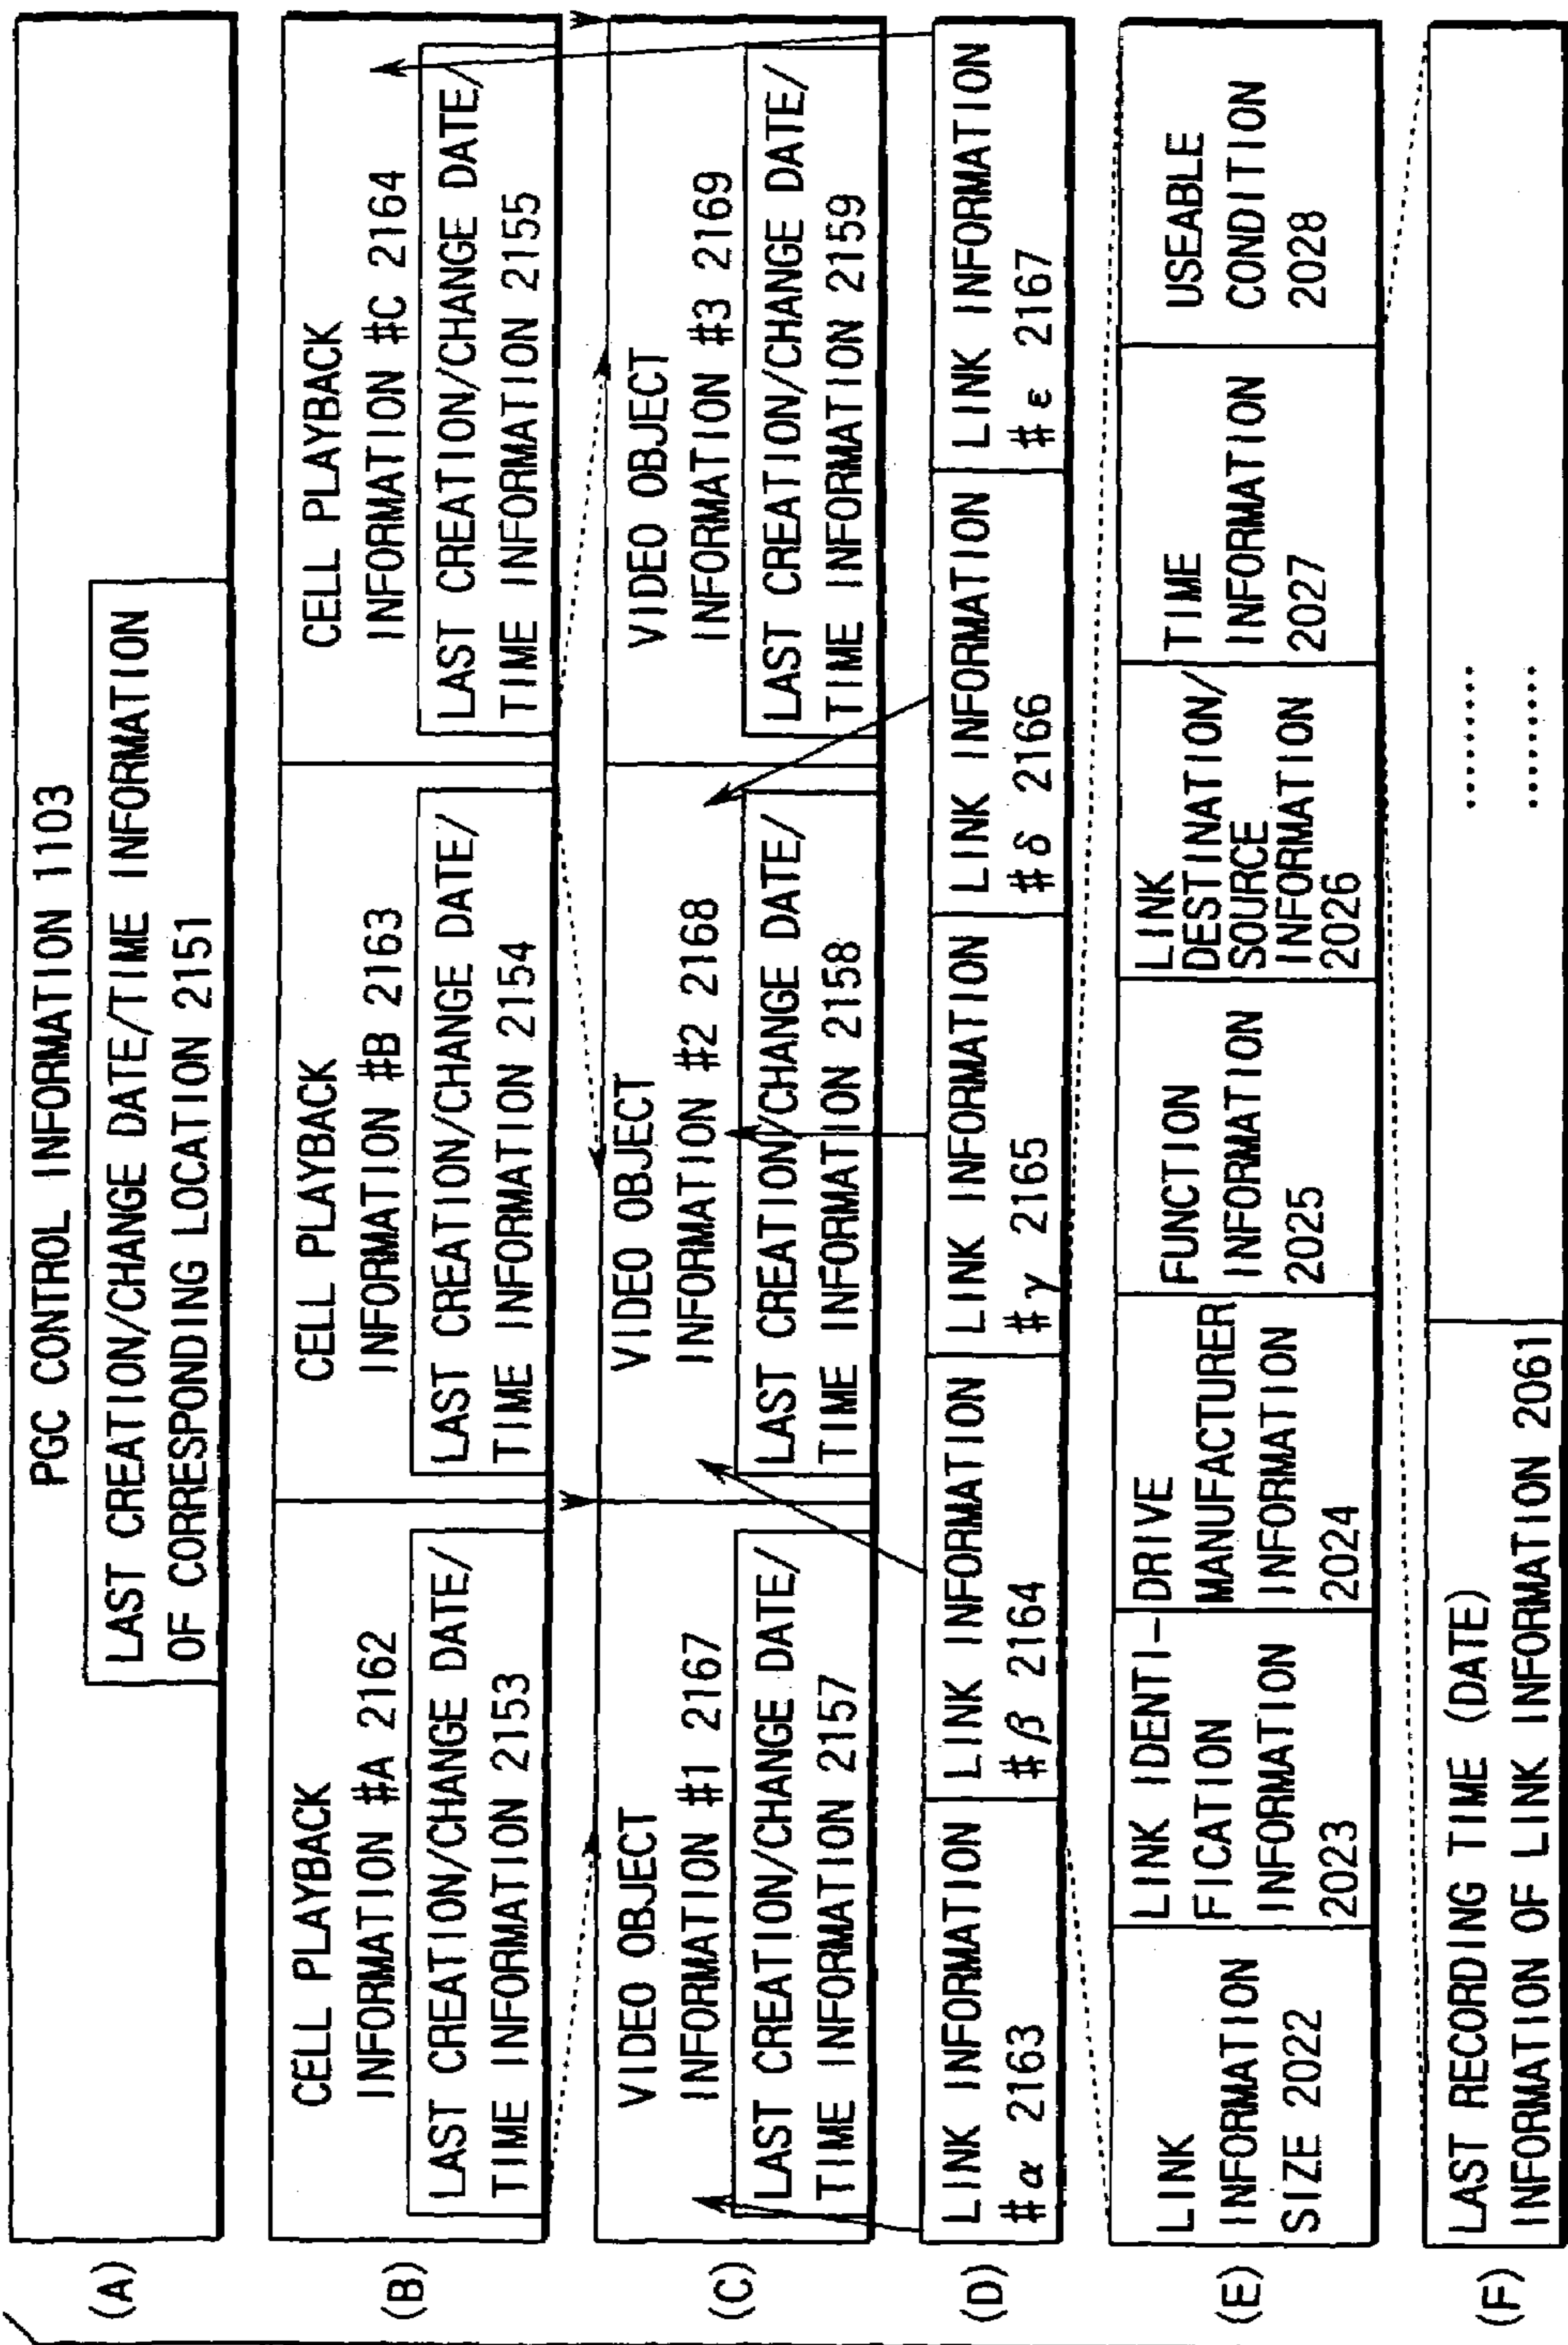 (A)
PGC CONTROL INFORMATION 1103
LAST CREATION/CHANGE DATE/TIME INFORMATION
OF CORRESPONDING LOCATION 2151
(B)
CELL PLAYBACK
INFORMATION #A 2162
LAST CREATION/CHANGE DATE/
TIME INFORMATION 2153
CELL PLAYBACK
INFORMATION #B 2163
LAST CREATION/CHANGE DATE/
TIME INFORMATION 2154
CELL PLAYBACK
INFORMATION #C 2164
LAST CREATION/CHANGE DATE/
TIME INFORMATION 2155
(C)
VIDEO OBJECT
INFORMATION #1 2167
LAST CREATION/CHANGE DATE/
TIME INFORMATION 2157
VIDEO OBJECT
INFORMATION #2 2168
LAST CREATION/CHANGE DATE/
TIME INFORMATION 2158
VIDEO OBJECT
INFORMATION #3 2169
LAST CREATION/CHANGE DATE/
TIME INFORMATION 2159
(D)
LINK INFORMATION
#α 2163
LINK INFORMATION
#β 2164
LINK INFORMATION
#γ 2165
LINK INFORMATION
#δ 2166
LINK INFORMATION
#ε 2167
(E)
LINK
INFORMATION
SIZE 2022
LINK IDENTI-
FICATION
INFORMATION
2023
DRIVE
MANUFACTURER
INFORMATION
2024
FUNCTION
INFORMATION
2025
LINK
DESTINATION/
SOURCE
INFORMATION
2026
TIME
INFORMATION
2027
USEABLE
CONDITION
2028
(F)
LAST RECORDING TIME (DATE)
INFORMATION OF LINK INFORMATION 2061
........
........